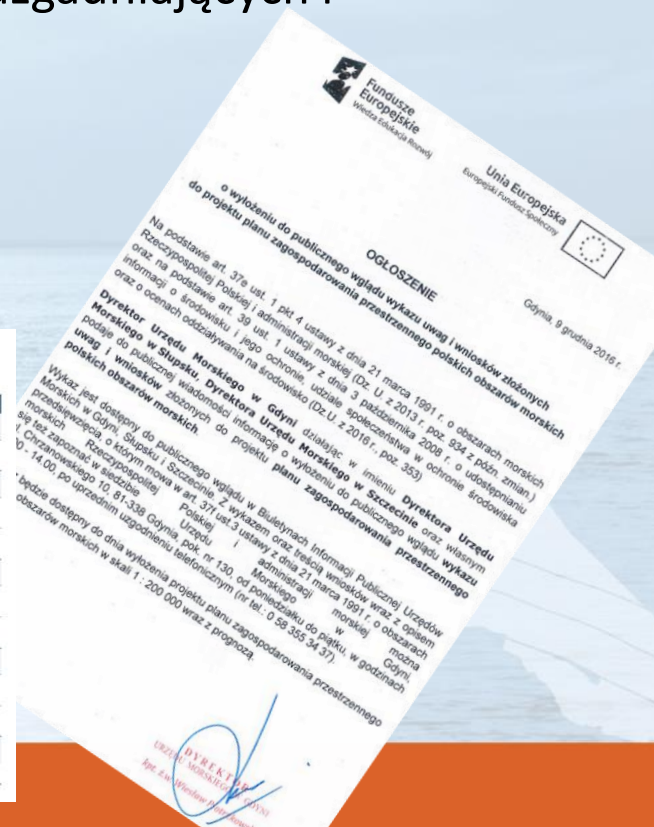 Fundusze
Europejskie
Wiedza Edukacja Rozwój
Unia Europejska
Europejski Fundusz Społeczny
Gdynia, 9 grudnia 2016 r.
OGŁOSZENIE
o wyłożeniu do publicznego wglądu wykazu uwag i wniosków złożonych
do projektu planu zagospodarowania przestrzennego polskich obszarów morskich
Na podstawie art. 37e ust. 1 pkt 4 ustawy z dnia 21 marca 1991 r. o obszarach morskich
Rzeczypospolitej Polskiej i administracji morskiej (Dz. U. z 2013 r. poz. 934 z późn. zmian.)
oraz na podstawie art. 39 ust. 1 ustawy z dnia 3 października 2008 r. o udostępnianiu
informacji o środowisku i jego ochronie, udziale społeczeństwa w ochronie środowiska
oraz o ocenach oddziaływania na środowisko (Dz.U. z 2016 r., poz. 353)
Dyrektor Urzędu Morskiego w Gdyni działając w imieniu Dyrektora Urzędu
Morskiego w Słupsku, Dyrektora Urzędu Morskiego w Szczecinie oraz własnym
podaje do publicznej wiadomości informację o wyłożeniu do publicznego wglądu wykazu
uwag i wniosków złożonych do projektu planu zagospodarowania przestrzennego
polskich obszarów morskich.
Wykaz jest dostępny do publicznego wglądu w Biuletynach Informacji Publicznej Urzędów
Morskich w Gdyni, Słupsku i Szczecinie. Z wykazem oraz treścią wniosków wraz z opisem
przedsięwzięcia, o którym mowa w art. 37f ust.3 ustawy z dnia 21 marca 1991 r. o obszarach
morskich Rzeczypospolitej Polskiej i administracji morskiej można
się też zapoznać w siedzibie Urzędu Morskiego w Gdyni,
Chrzanowskiego 10, 81-338 Gdynia, pok. nr 130, od poniedziałku do piątku, w godzinach
- 14.00, po uprzednim uzgodnieniu telefonicznym (nr tel.: 0 58 355 34 37).
będzie dostępny do dnia wyłożenia projektu planu zagospodarowania przestrzennego
obszarów morskich w skali 1 : 200 000 wraz z prognozą.
DYREKTOR
URZĘDU MORSKIEGO W GDYNI
kpt. ż.w. Wiesław